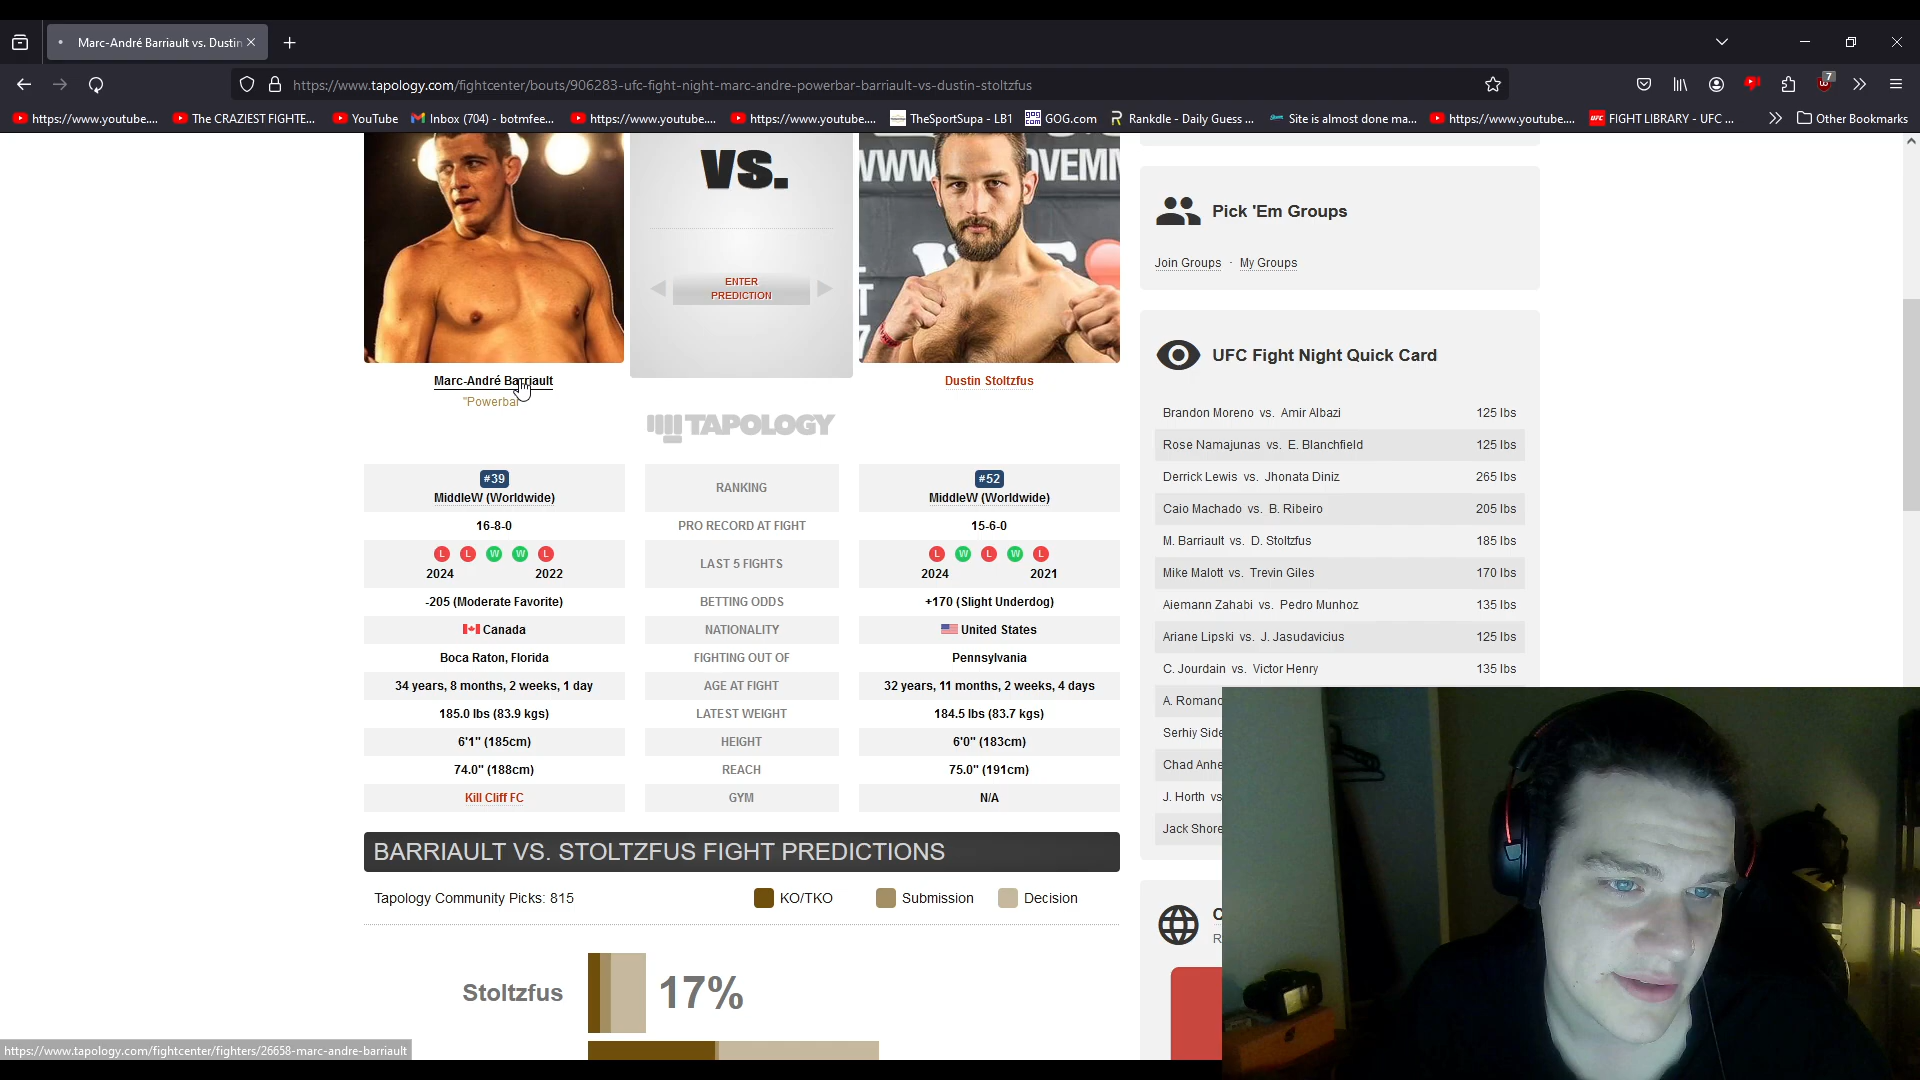 Marc-André Barriault vs. Dustin
https://www.tapology.com/fightcenter/bouts/906283-ufc-fight-night-marc-andre-powerbar-barriault-vs-dustin-stoltzfus
7
https://www.youtube.... The CRAZIEST FIGHTE... YouTube Inbox (704) - botmfee... https://www.youtube.... https://www.youtube.... TheSportSupa - LB1 GOG.com Rankdle - Daily Guess ... Site is almost done ma... https://www.youtube.... UFC FIGHT LIBRARY - UFC ... Other Bookmarks
VS.
ENTER
PREDICTION
Marc-André Barriault
"Powerbar"
Dustin Stoltzfus
TAPOLOGY
#39 RANKING #52
MiddleW (Worldwide) MiddleW (Worldwide)
16-8-0 PRO RECORD AT FIGHT 15-6-0
L L W W L LAST 5 FIGHTS L W L W L
2024 2022 2024 2021
-205 (Moderate Favorite) BETTING ODDS +170 (Slight Underdog)
Canada NATIONALITY United States
Boca Raton, Florida FIGHTING OUT OF Pennsylvania
34 years, 8 months, 2 weeks, 1 day AGE AT FIGHT 32 years, 11 months, 2 weeks, 4 days
185.0 lbs (83.9 kgs) LATEST WEIGHT 184.5 lbs (83.7 kgs)
6'1" (185cm) HEIGHT 6'0" (183cm)
74.0" (188cm) REACH 75.0" (191cm)
Kill Cliff FC GYM N/A
BARRIAULT VS. STOLTZFUS FIGHT PREDICTIONS
Tapology Community Picks: 815 KO/TKO Submission Decision
Stoltzfus 17%
Pick 'Em Groups
Join Groups · My Groups
UFC Fight Night Quick Card
Brandon Moreno vs. Amir Albazi 125 lbs
Rose Namajunas vs. E. Blanchfield 125 lbs
Derrick Lewis vs. Jhonata Diniz 265 lbs
Caio Machado vs. B. Ribeiro 205 lbs
M. Barriault vs. D. Stoltzfus 185 lbs
Mike Malott vs. Trevin Giles 170 lbs
Aiemann Zahabi vs. Pedro Munhoz 135 lbs
Ariane Lipski vs. J. Jasudavicius 125 lbs
C. Jourdain vs. Victor Henry 135 lbs
A. Romano
Serhiy Side
Chad Anhe
J. Horth vs
Jack Shore
https://www.tapology.com/fightcenter/fighters/26658-marc-andre-barriault